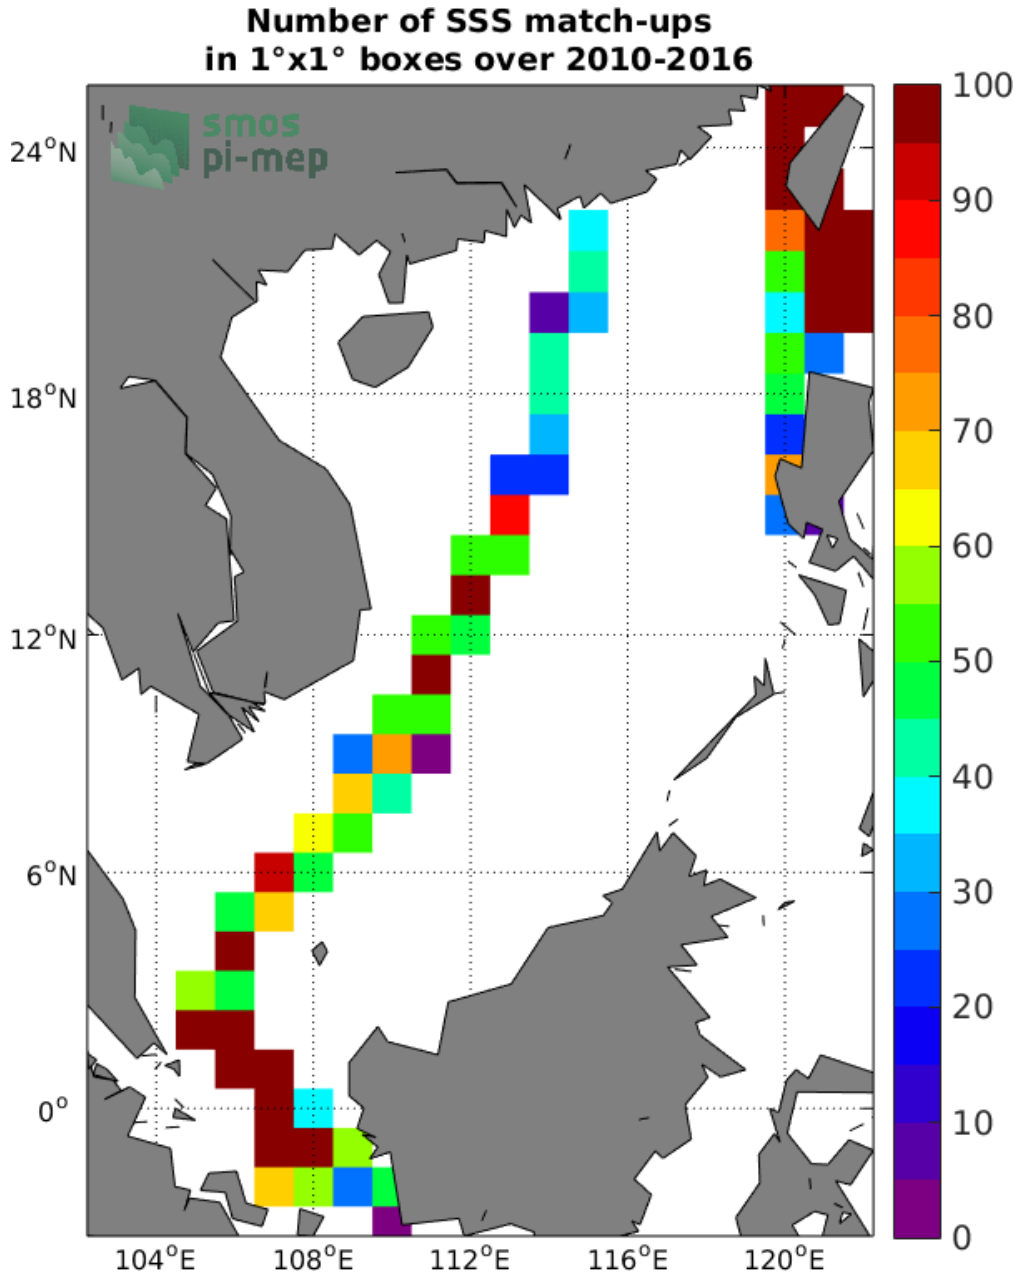 Number of SSS match-ups
in 1°x1° boxes over 2010-2016
smos
pi-mep
24°N
18°N
12°N
6°N
0°
104°E 108°E 112°E 116°E 120°E
100
90
80
70
60
50
40
30
20
10
0